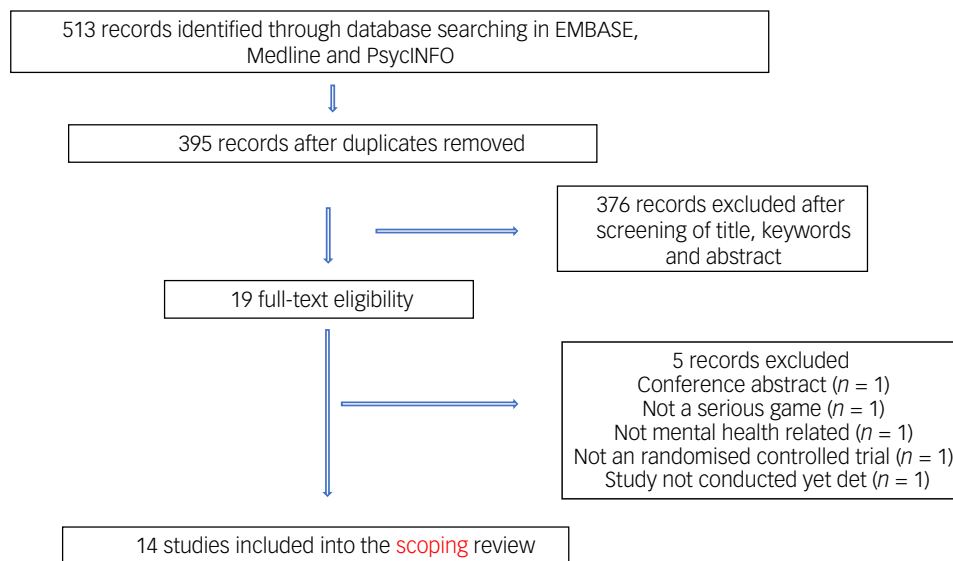 513 records identified through database searching in EMBASE,
Medline and PsycINFO
395 records after duplicates removed
376 records excluded after
screening of title, keywords
and abstract
19 full-text eligibility
5 records excluded
Conference abstract (n = 1)
Not a serious game (n = 1)
Not mental health related (n = 1)
Not an randomised controlled trial (n = 1)
Study not conducted yet det (n = 1)
14 studies included into the scoping review